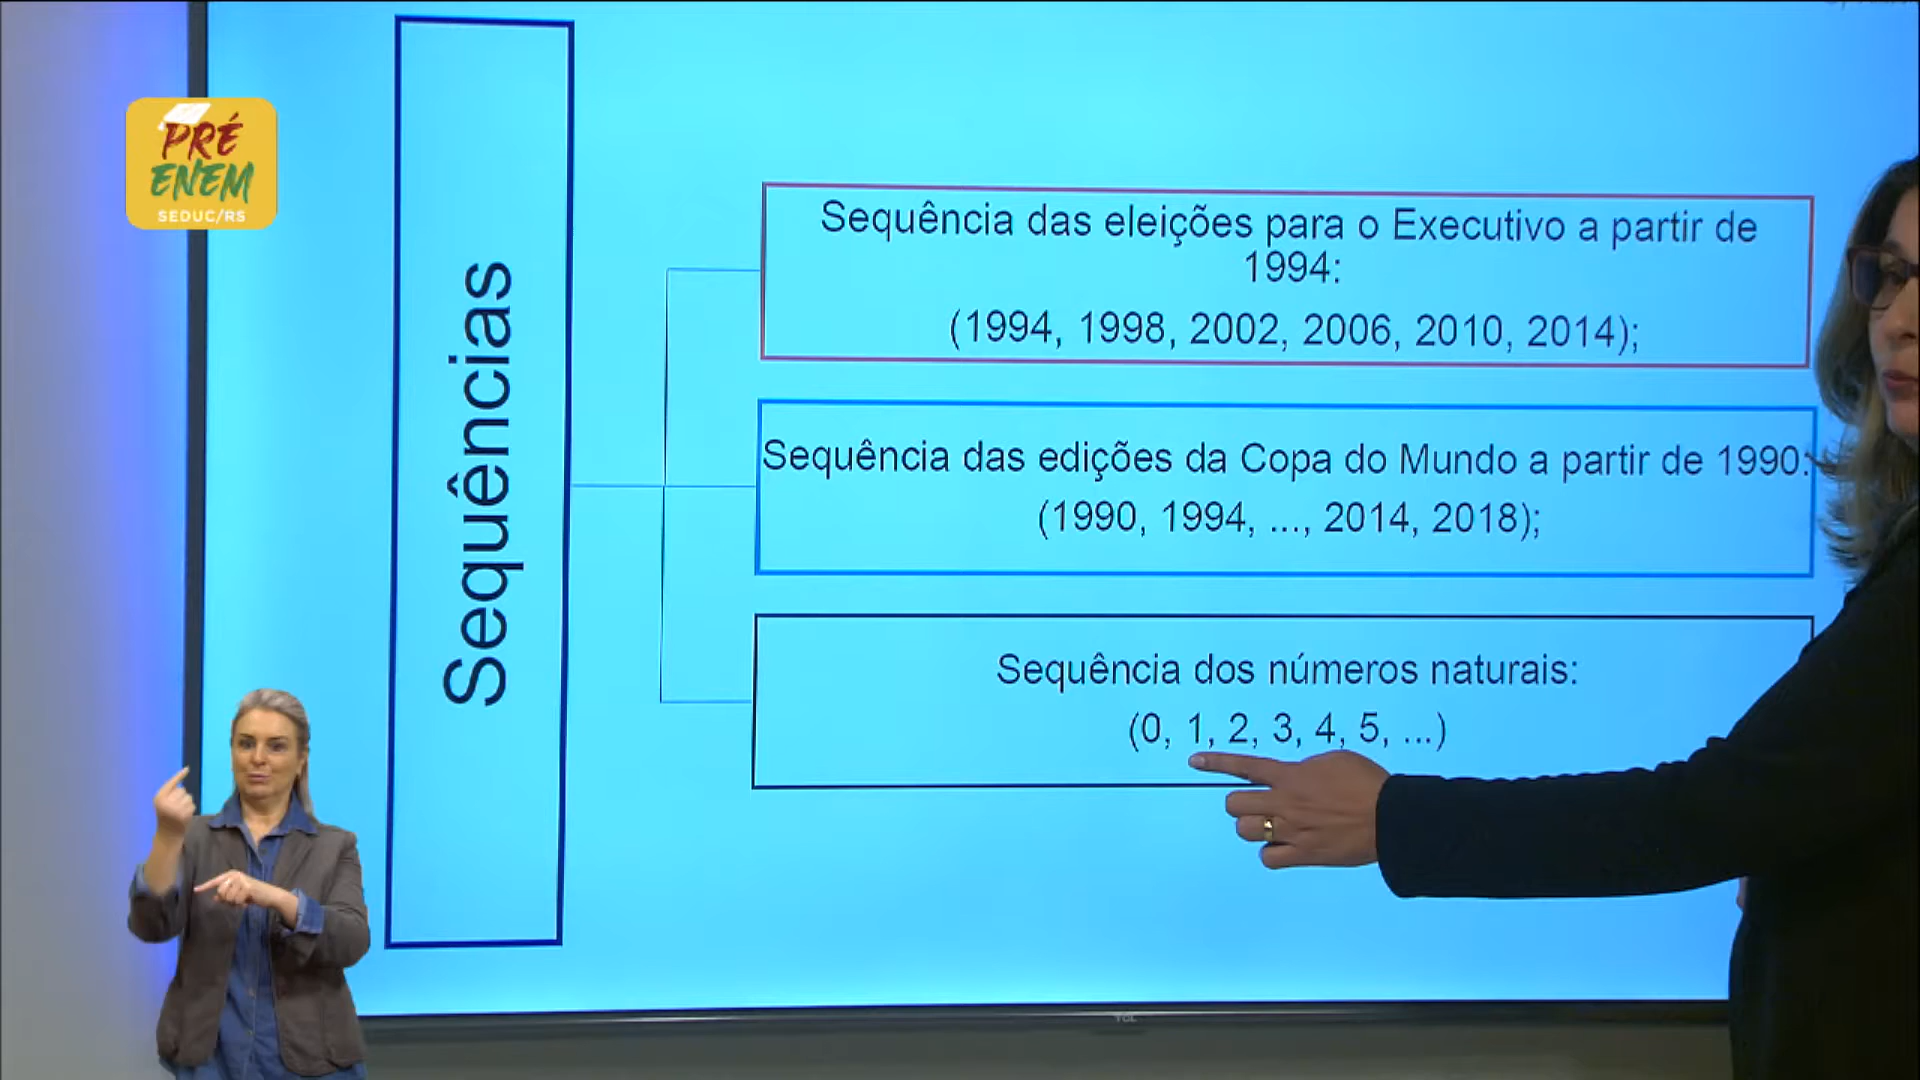 PRÉ
ENEM
SEDUC/RS
Sequências
Sequência das eleições para o Executivo a partir de
1994:
(1994, 1998, 2002, 2006, 2010, 2014);
Sequência das edições da Copa do Mundo a partir de 1990:
(1990, 1994, ..., 2014, 2018);
Sequência dos números naturais:
(0, 1, 2, 3, 4, 5, ...)
TCL